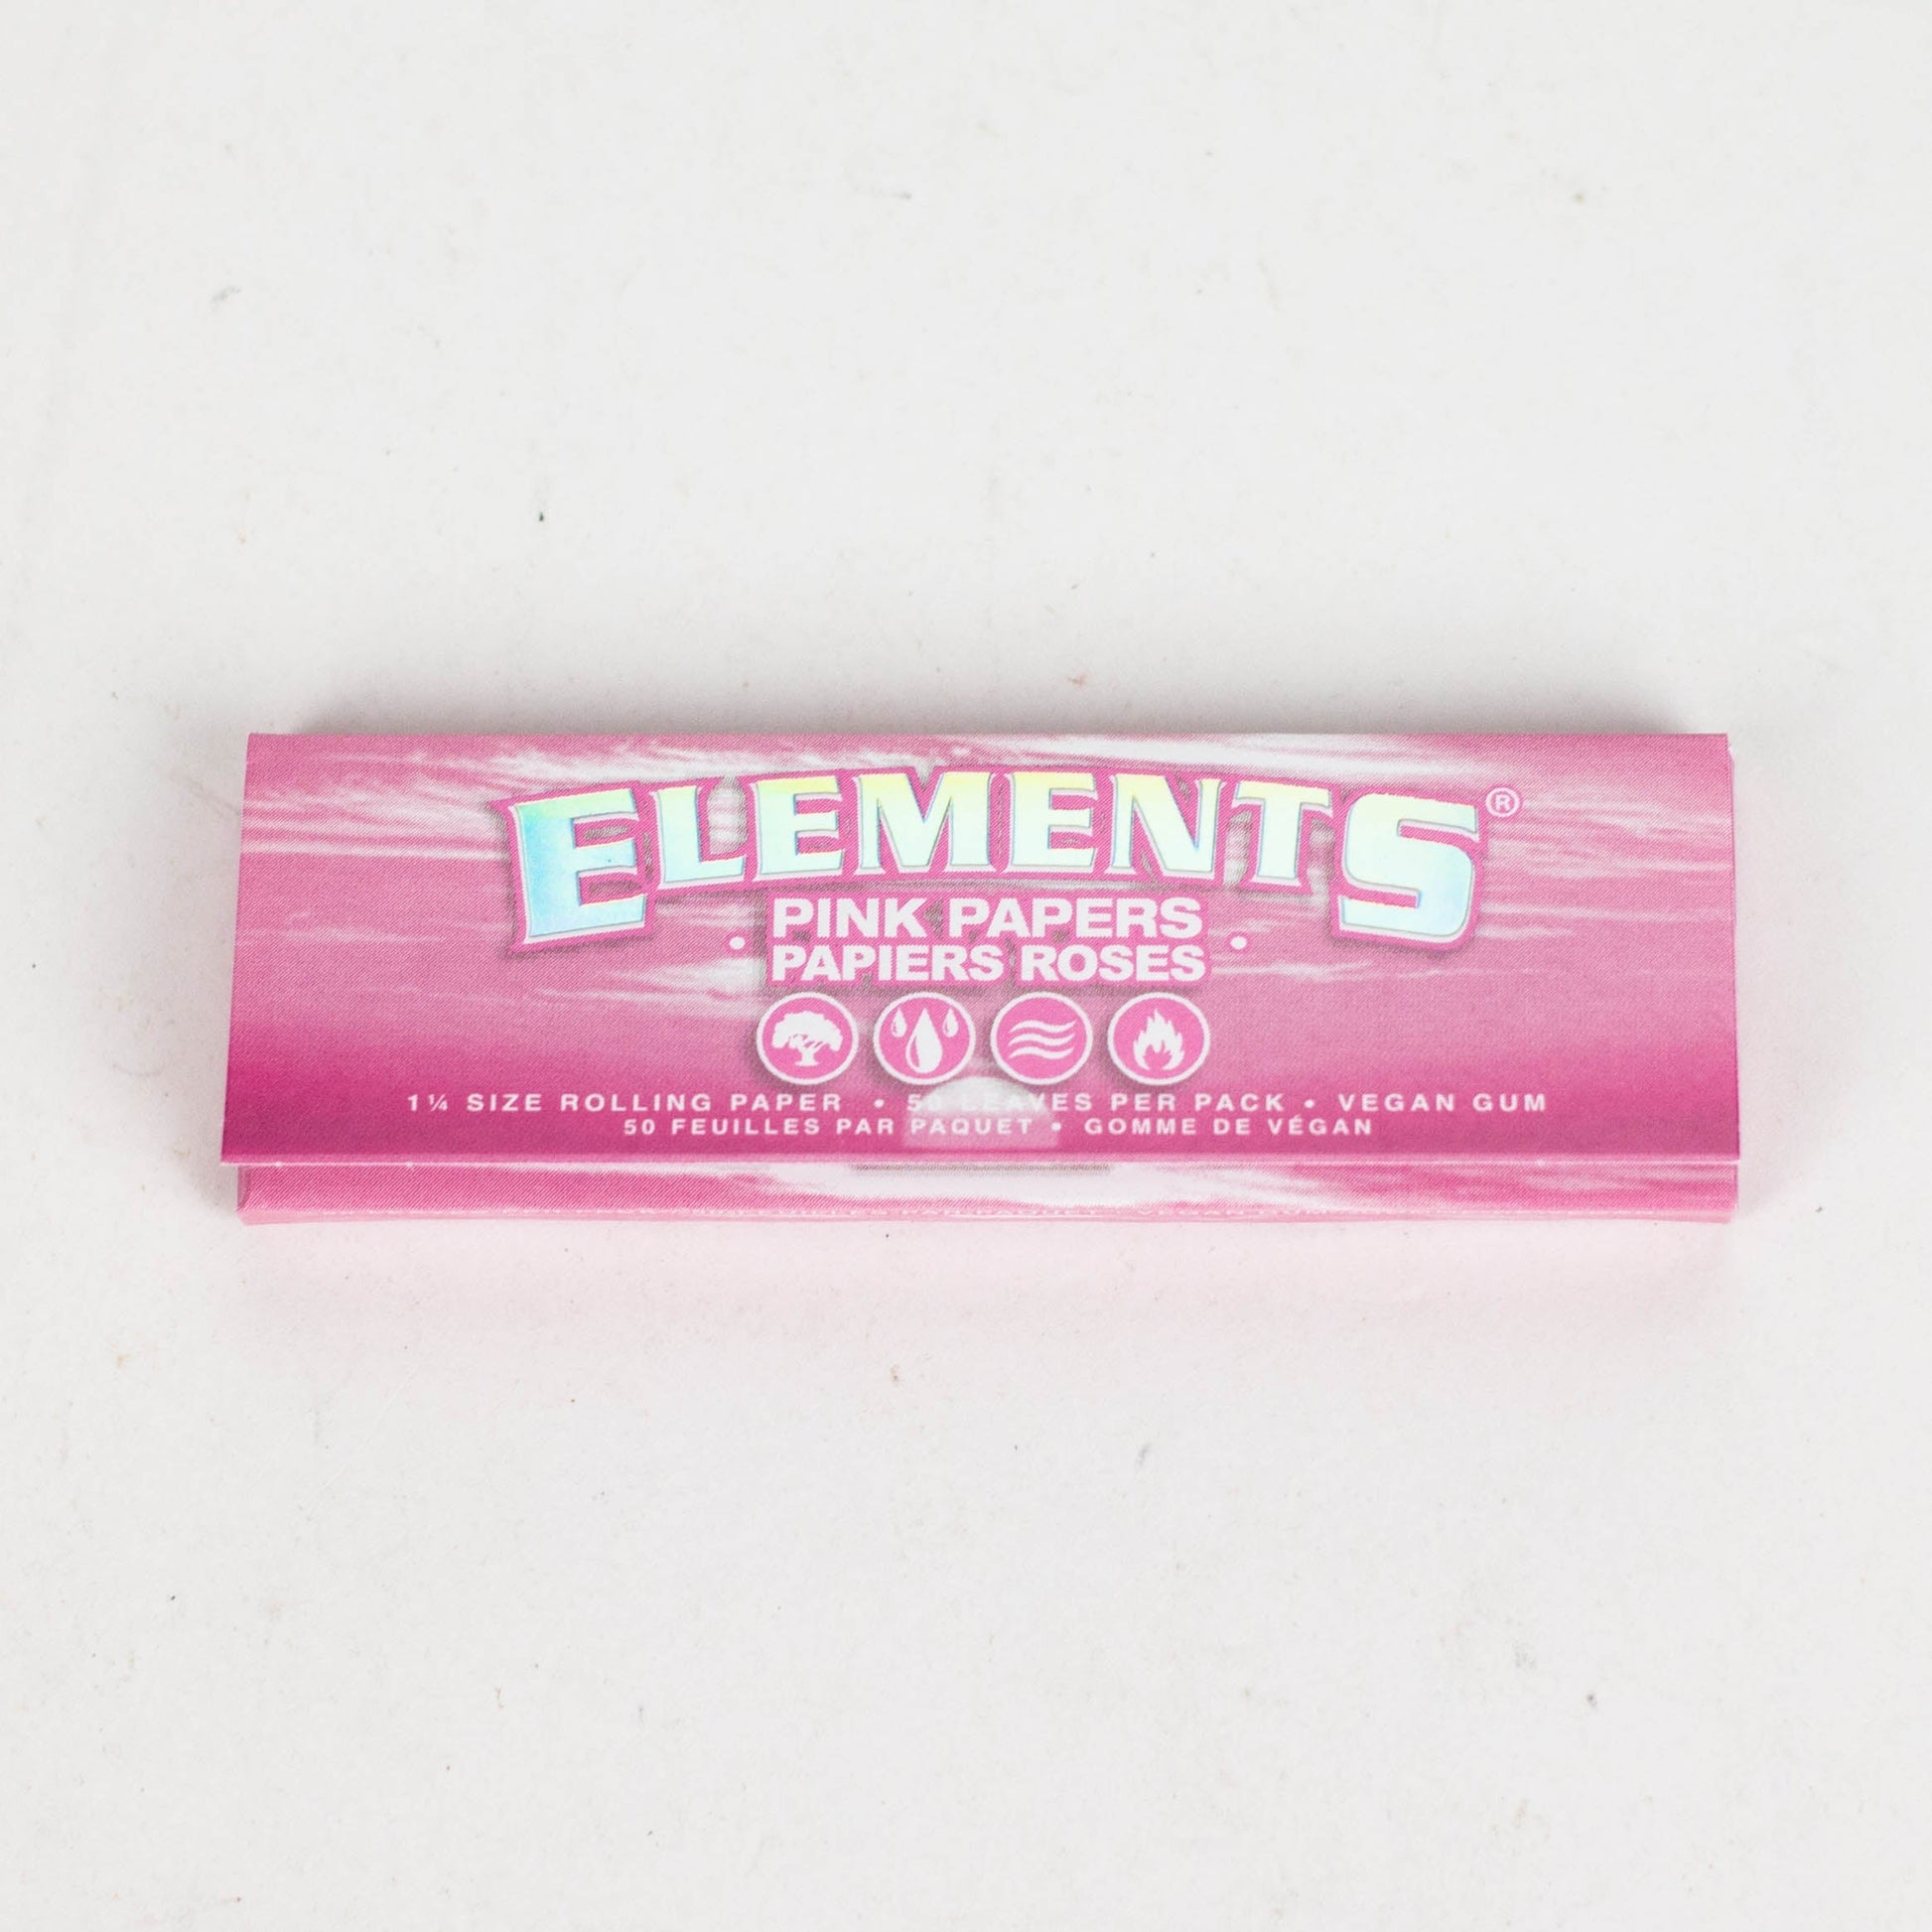 ELEMENTS®
• PINK PAPERS •
PAPIERS ROSES
1¼ SIZE ROLLING PAPER • 50 LEAVES PER PACK • VEGAN GUM
50 FEUILLES PAR PAQUET • GOMME DE VÉGAN